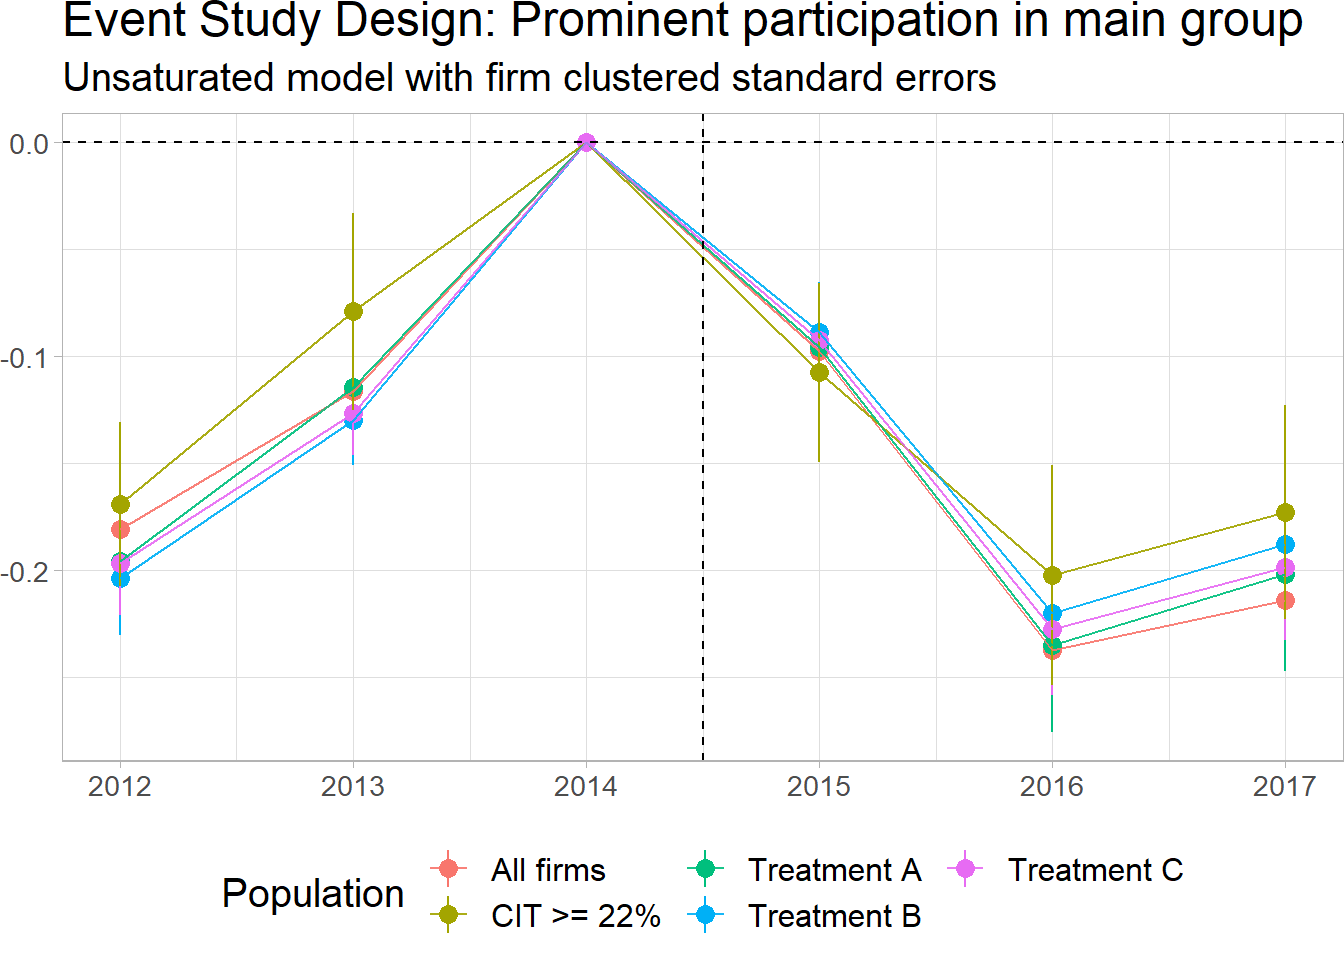 Event Study Design: Prominent participation in main group
Unsaturated model with firm clustered standard errors
0.0
-0.1
-0.2
2012 2013 2014 2015 2016 2017
Population
All firms Treatment A Treatment C
CIT >= 22% Treatment B